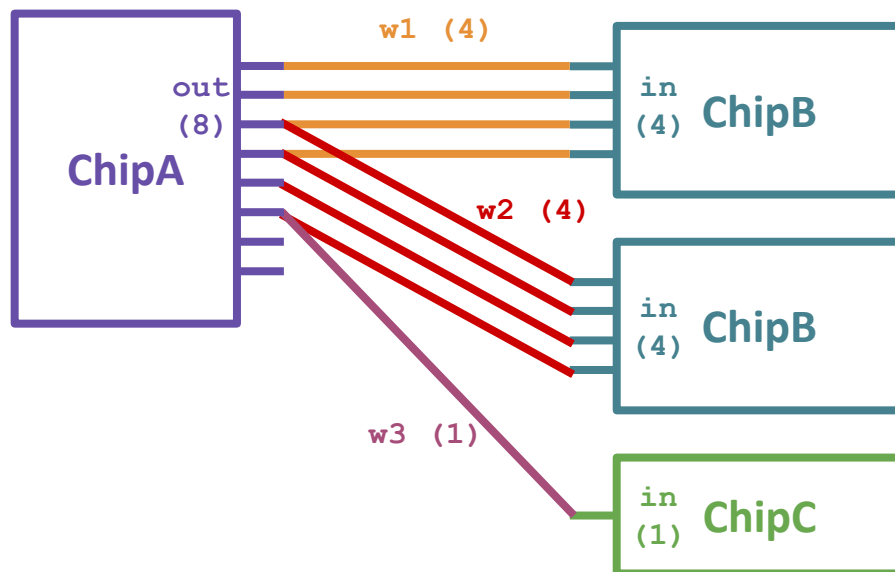 w1 (4)
out
(8)
ChipA
in
(4)
ChipB
w2 (4)
in
(4)
ChipB
w3 (1)
in
(1)
ChipC